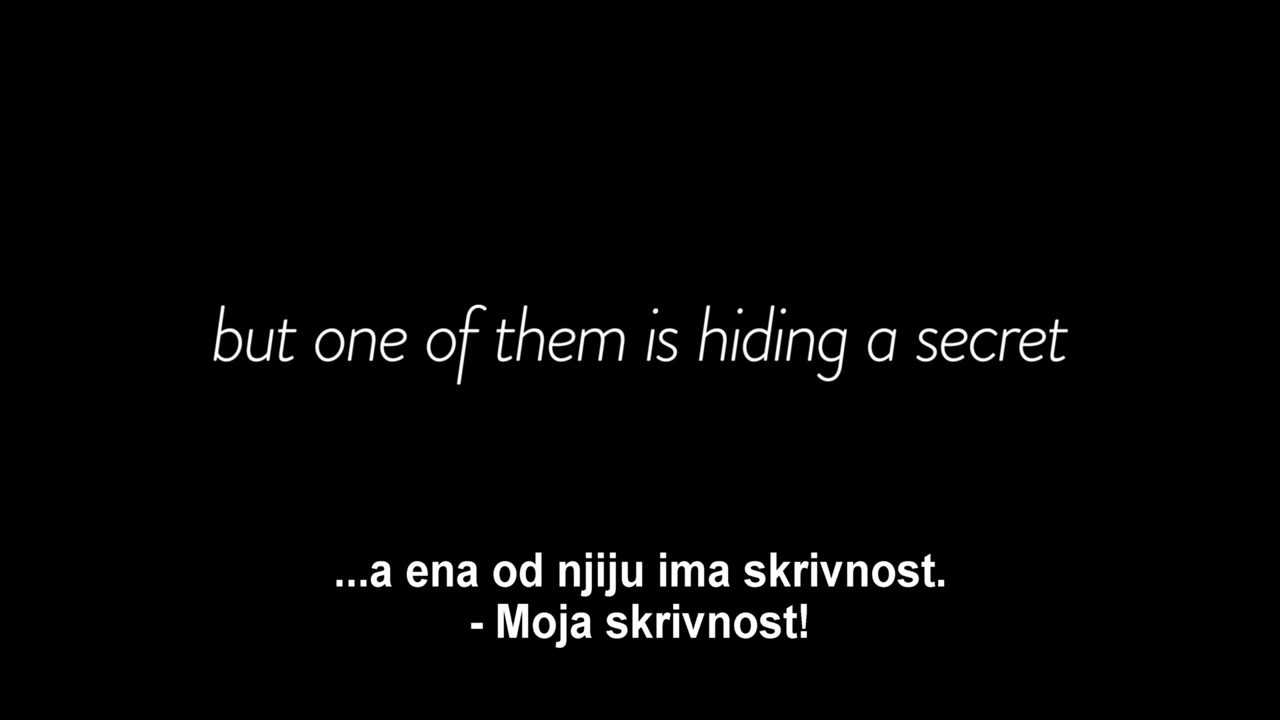 but one of them is hiding a secret
...a ena od njiju ima skrivnost.
- Moja skrivnost!